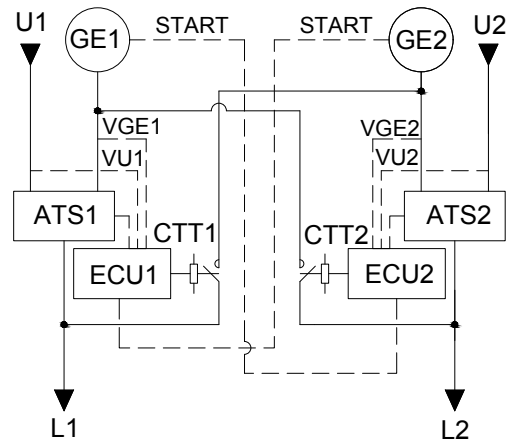 U1
GE1
START
START
GE2
U2
VGE1
VU1
VGE2
VU2
ATS1
ATS2
CTT1
CTT2
ECU1
ECU2
L1
L2